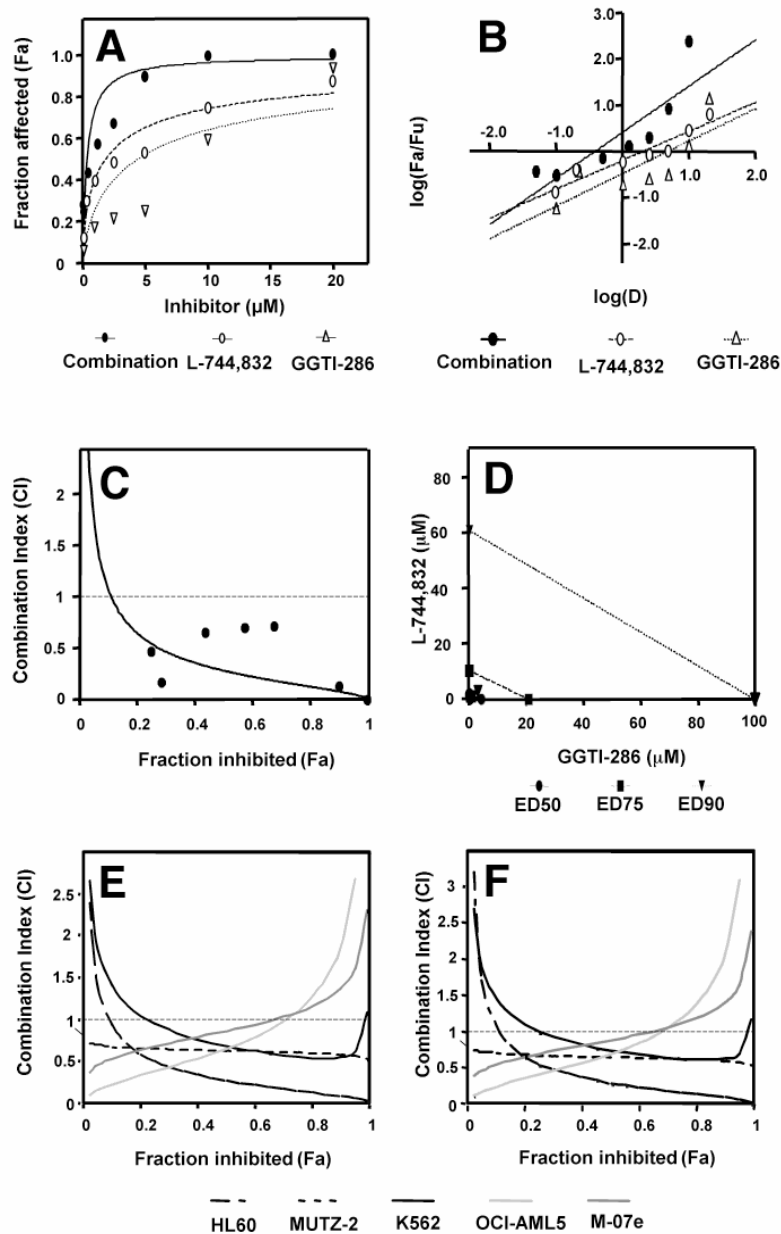 A
Fraction affected (Fa)
1.0
0.8
0.6
0.4
0.2
0
0 5 10 15 20
Inhibitor (µM)
Combination L-744,832 GGTI-286
B
log(Fa/Fu)
3.0
2.0
1.0
-1.0
-2.0
-2.0 -1.0 1.0 2.0
log(D)
Combination L-744,832 GGTI-286
C
Combination Index (CI)
2
1.5
1
0.5
0
0 0.2 0.4 0.6 0.8 1
Fraction inhibited (Fa)
D
L-744,832 (µM)
80
60
40
20
0
0 20 40 60 80 100
GGTI-286 (µM)
ED50 ED75 ED90
E
Combination Index (CI)
2.5
2
1.5
1
0.5
0
0 0.2 0.4 0.6 0.8 1
Fraction inhibited (Fa)
F
Combination Index (CI)
3
2.5
2
1.5
1
0.5
0
0 0.2 0.4 0.6 0.8 1
Fraction inhibited (Fa)
HL60 MUTZ-2 K562 OCI-AML5 M-07e